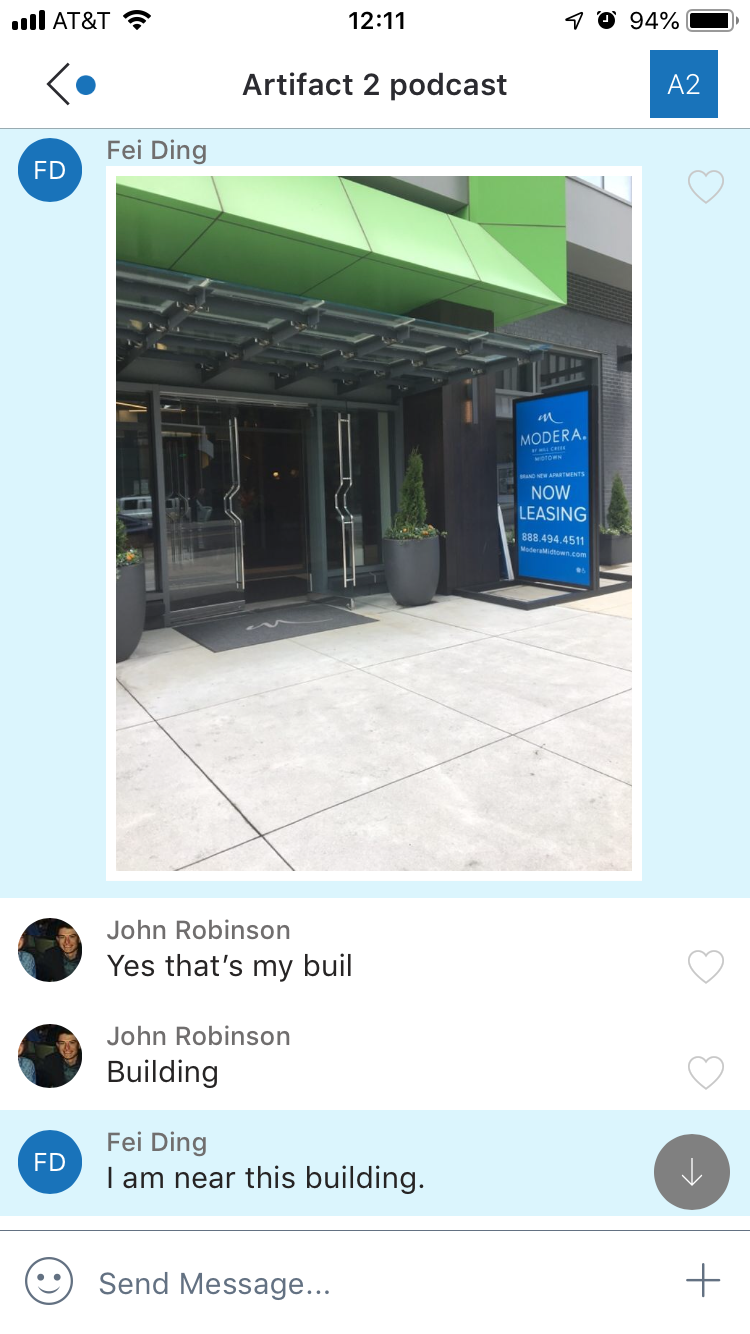 AT&T
12:11
94%
Artifact 2 podcast
A2
FD
Fei Ding
MODERA.
BY MILL CREEK
MIDTOWN
BRAND NEW APARTMENTS
NOW
LEASING
888.494.4511
ModeraMidtown.com
John Robinson
Yes that's my buil
John Robinson
Building
FD
Fei Ding
I am near this building.
Send Message...